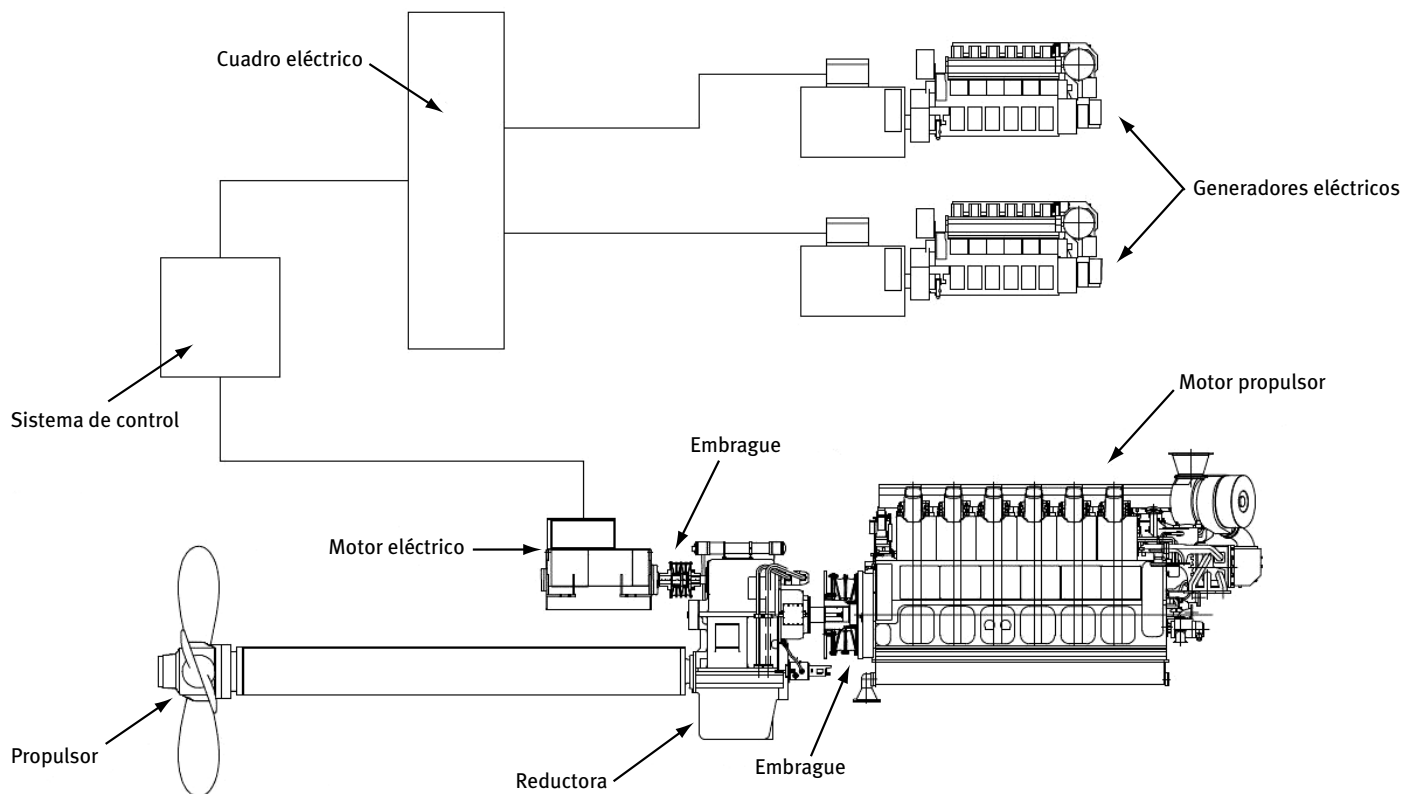 Cuadro eléctrico
Generadores eléctricos
Sistema de control
Motor propulsor
Embrague
Motor eléctrico
Propulsor
Reductora
Embrague